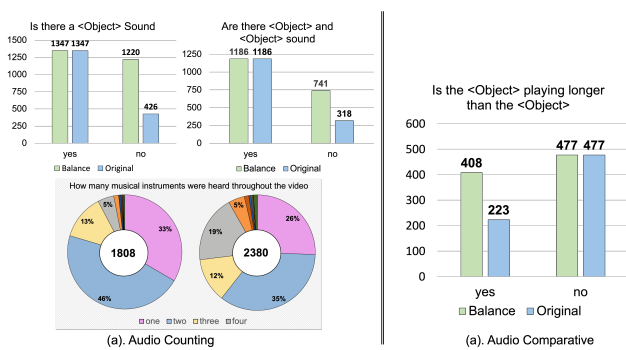 Is there a <Object> Sound
1500
1250
1000
750
500
250
0
1347 1347
1220
426
yes
no
Balance
Original
Are there <Object> and
<Object> sound
1250
1000
750
500
250
0
1186 1186
741
318
yes
no
Balance
Original
How many musical instruments were heard throughout the video
5%
13%
33%
46%
1808
5%
26%
19%
12%
35%
2380
one
two
three
four
(a). Audio Counting
Is the <Object> playing longer
than the <Object>
600
500
400
300
200
100
0
408
223
477 477
yes
no
Balance
Original
(a). Audio Comparative